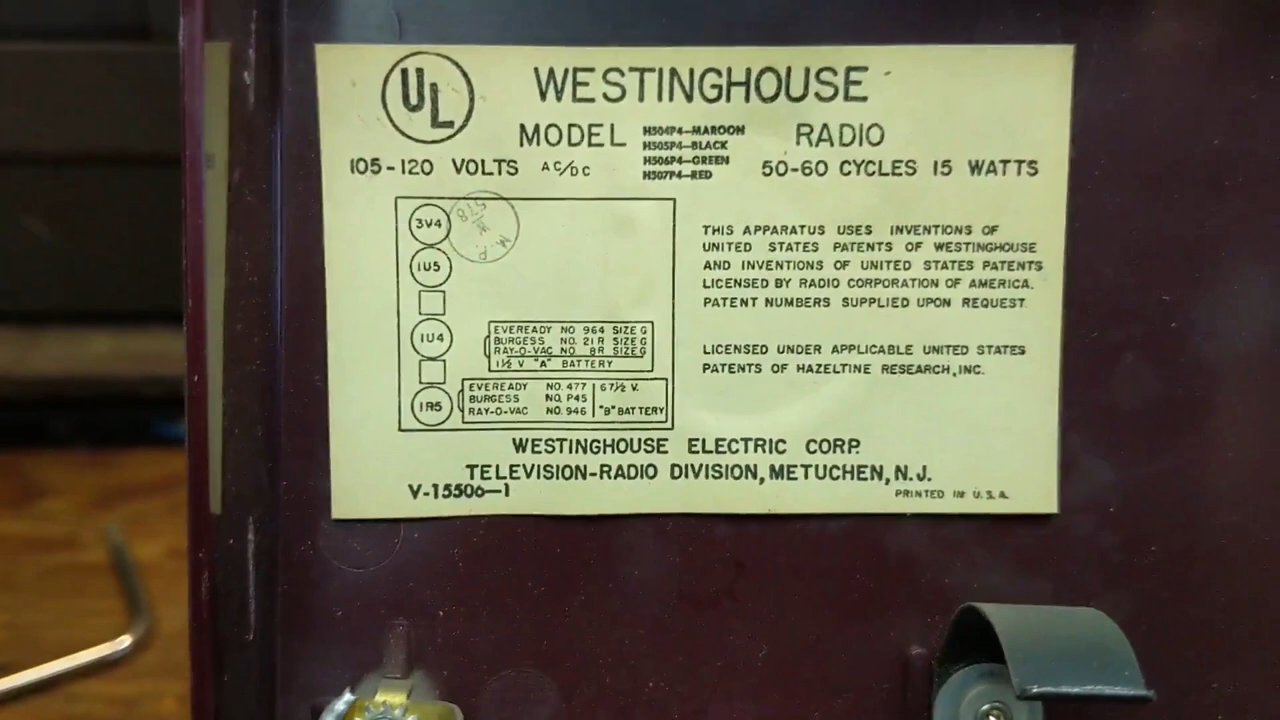 UL
WESTINGHOUSE
MODEL
H504P4-MAROON
H505P4-BLACK
H506P4-GREEN
H507P4-RED
RADIO
105-120 VOLTS AC/DC
50-60 CYCLES 15 WATTS
3V4
1U5
1U4
1R5
578
M.P.
EVEREADY NO 964 SIZE G
BURGESS NO. 21R SIZE G
RAY-O-VAC NO 8R SIZE G
1½ V "A" BATTERY
EVEREADY NO. 477 67½ V.
BURGESS NO. P45
RAY-O-VAC NO. 946 "B" BATTERY
THIS APPARATUS USES INVENTIONS OF
UNITED STATES PATENTS OF WESTINGHOUSE
AND INVENTIONS OF UNITED STATES PATENTS
LICENSED BY RADIO CORPORATION OF AMERICA.
PATENT NUMBERS SUPPLIED UPON REQUEST
LICENSED UNDER APPLICABLE UNITED STATES
PATENTS OF HAZELTINE RESEARCH, INC.
WESTINGHOUSE ELECTRIC CORP.
TELEVISION-RADIO DIVISION, METUCHEN, N.J.
V-15506-1
PRINTED IN U.S.A.